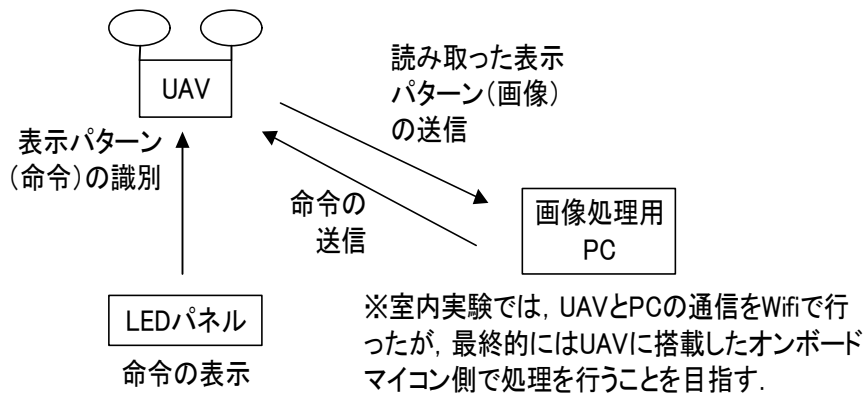 UAV
読み取った表示
パターン(画像)
の送信
表示パターン
(命令)の識別
命令の
送信
画像処理用
PC
LEDパネル
命令の表示
※室内実験では, UAVとPCの通信をWifiで行
ったが, 最終的にはUAVに搭載したオンボード
マイコン側で処理を行うことを目指す.